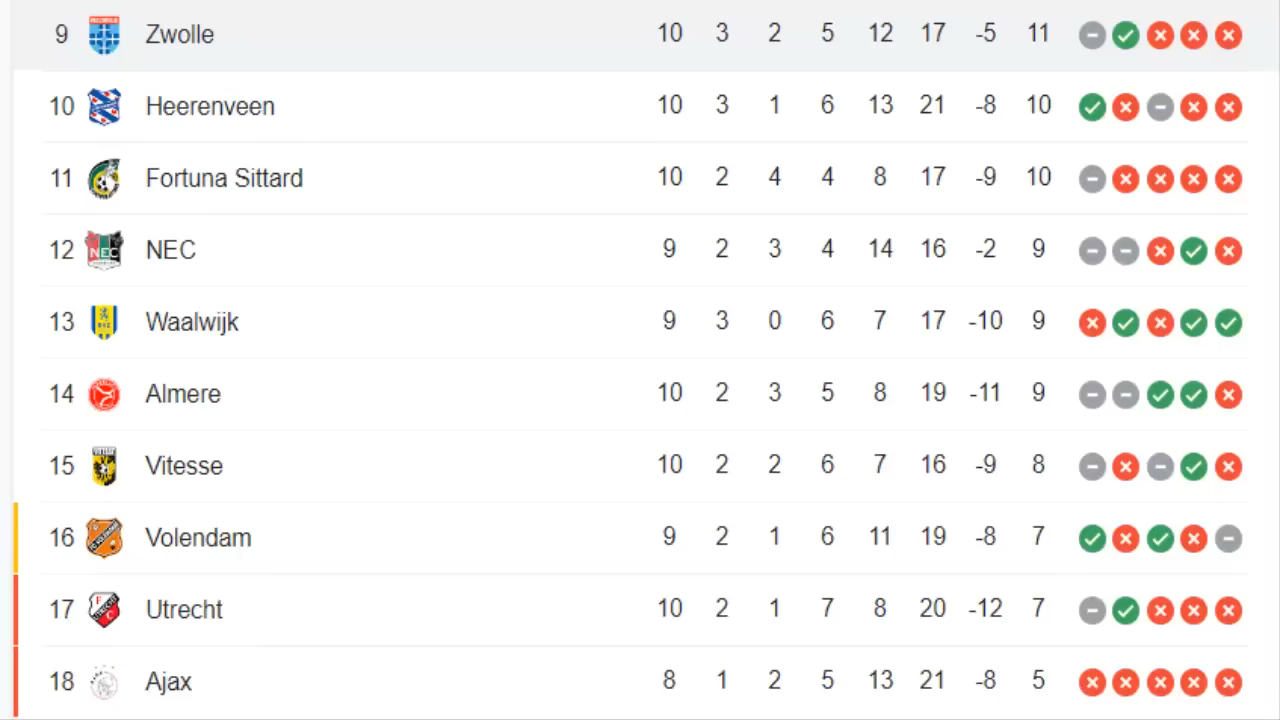 9 Zwolle 10 3 2 5 12 17 -5 11
10 Heerenveen 10 3 1 6 13 21 -8 10
11 Fortuna Sittard 10 2 4 4 8 17 -9 10
12 NEC NEC 9 2 3 4 14 16 -2 9
13 Waalwijk 9 3 0 6 7 17 -10 9
14 Almere 10 2 3 5 8 19 -11 9
15 Vitesse 10 2 2 6 7 16 -9 8
16 Volendam 9 2 1 6 11 19 -8 7
17 Utrecht 10 2 1 7 8 20 -12 7
18 Ajax 8 1 2 5 13 21 -8 5